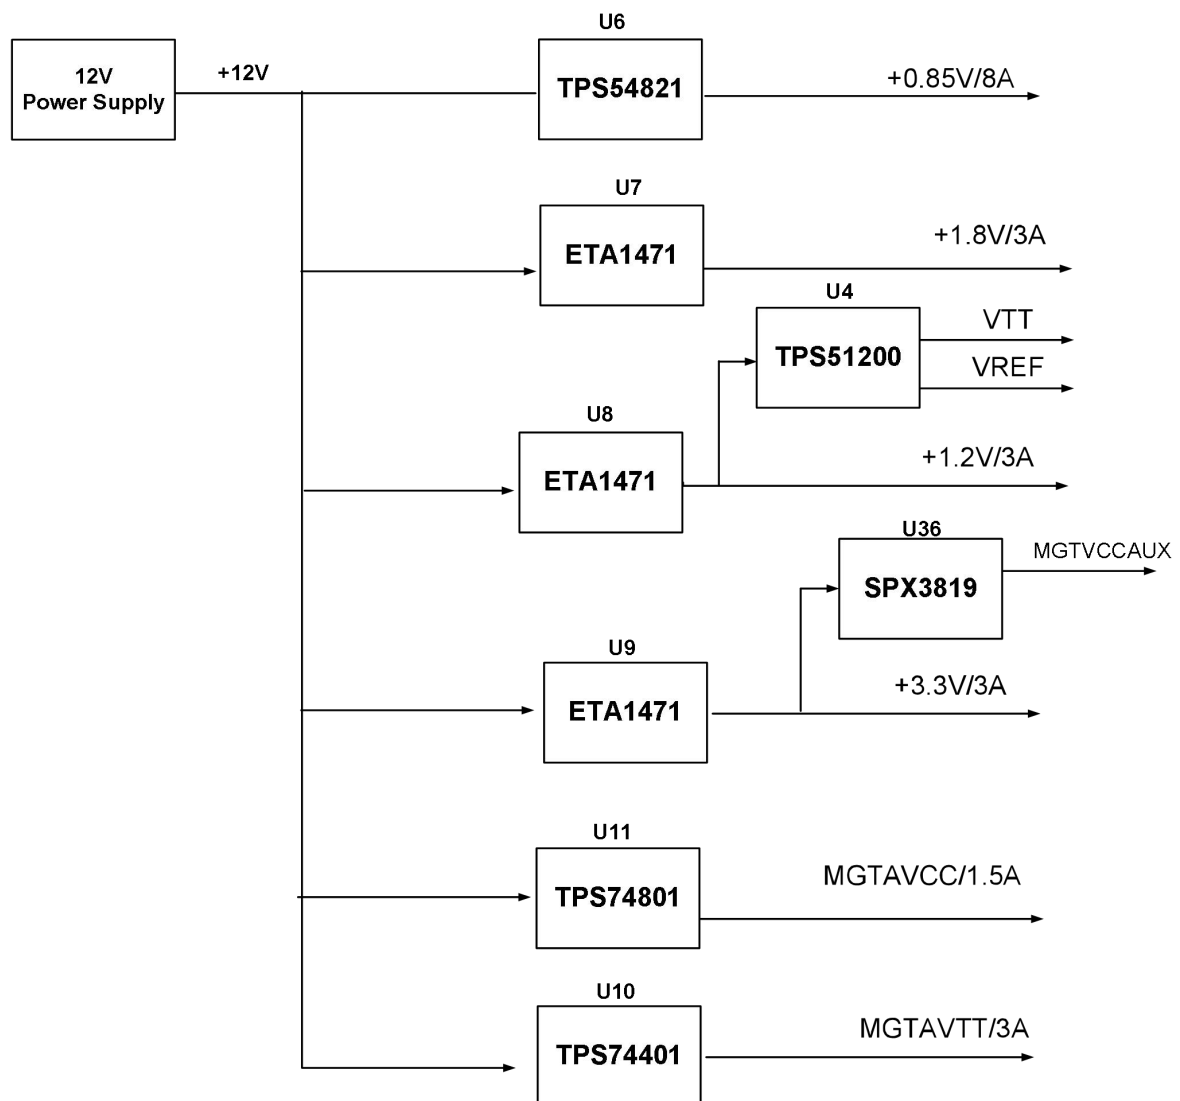 U6
12V
Power Supply
+12V
TPS54821
+0.85V/8A
U7
ETA1471
+1.8V/3A
U4
TPS51200
VTT
VREF
U8
ETA1471
+1.2V/3A
U36
SPX3819
MGTVCCAUX
U9
ETA1471
+3.3V/3A
U11
TPS74801
MGTAVCC/1.5A
U10
TPS74401
MGTAVTT/3A